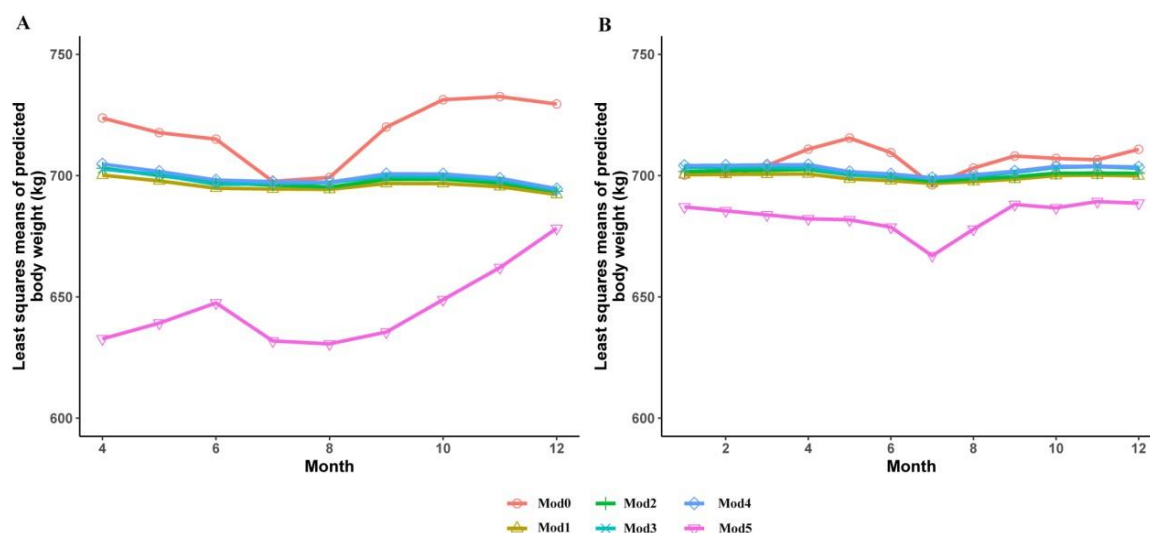 A
B
Least squares means of predicted
body weight (kg)
750
700
650
600
4 6 8 10 12
Month
Least squares means of predicted
body weight (kg)
750
700
650
600
2 4 6 8 10 12
Month
Mod0 Mod2 Mod4
Mod1 Mod3 Mod5